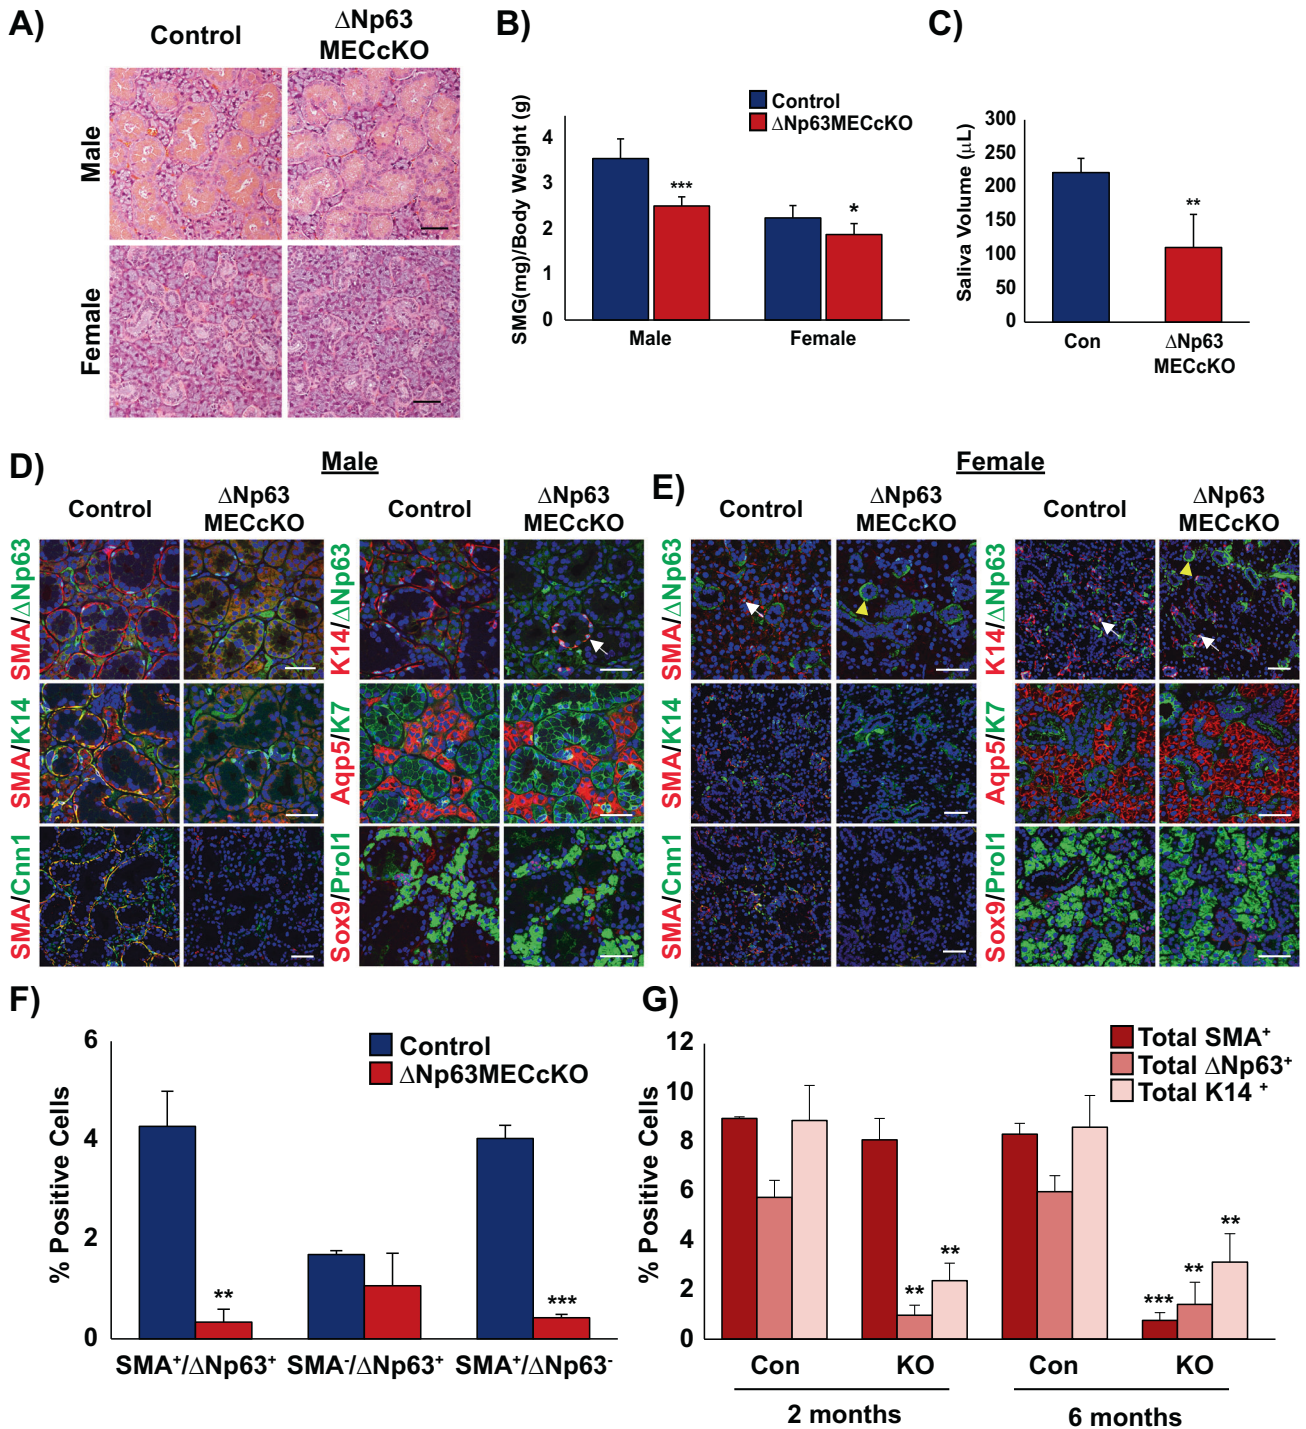 A)
Control
ΔNp63
MECcKO
Male
Female
B)
Control
ΔNp63MECcKO
SMG(mg)/Body Weight (g)
4
3
2
1
0
***
*
Male
Female
C)
Saliva Volume (μL)
300
250
200
150
100
50
0
**
Con
ΔNp63
MECcKO
D)
Male
Control
ΔNp63
MECcKO
Control
ΔNp63
MECcKO
SMA/ΔNp63
SMA/K14
SMA/Cnn1
K14/ΔNp63
Aqp5/K7
Sox9/Prol1
E)
Female
Control
ΔNp63
MECcKO
Control
ΔNp63
MECcKO
SMA/ΔNp63
SMA/K14
SMA/Cnn1
K14/ΔNp63
Aqp5/K7
Sox9/Prol1
F)
Control
ΔNp63MECcKO
% Positive Cells
6
4
2
0
**
***
SMA⁺/ΔNp63⁺
SMA⁻/ΔNp63⁺
SMA⁺/ΔNp63⁻
G)
Total SMA⁺
Total ΔNp63⁺
Total K14 ⁺
% Positive Cells
12
10
8
6
4
2
0
**
**
***
**
**
Con
KO
Con
KO
2 months
6 months